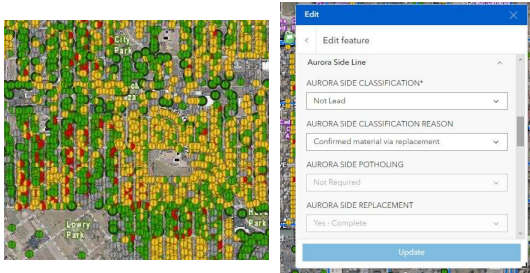 City
Park
Lowry
Park
Park
Edit
Edit feature
Aurora Side Line
AURORA SIDE CLASSIFICATION*
Not Lead
AURORA SIDE CLASSIFICATION REASON
Confirmed material via replacement
AURORA SIDE POTHOLING
Not Required
AURORA SIDE REPLACEMENT
Yes - Complete
Update